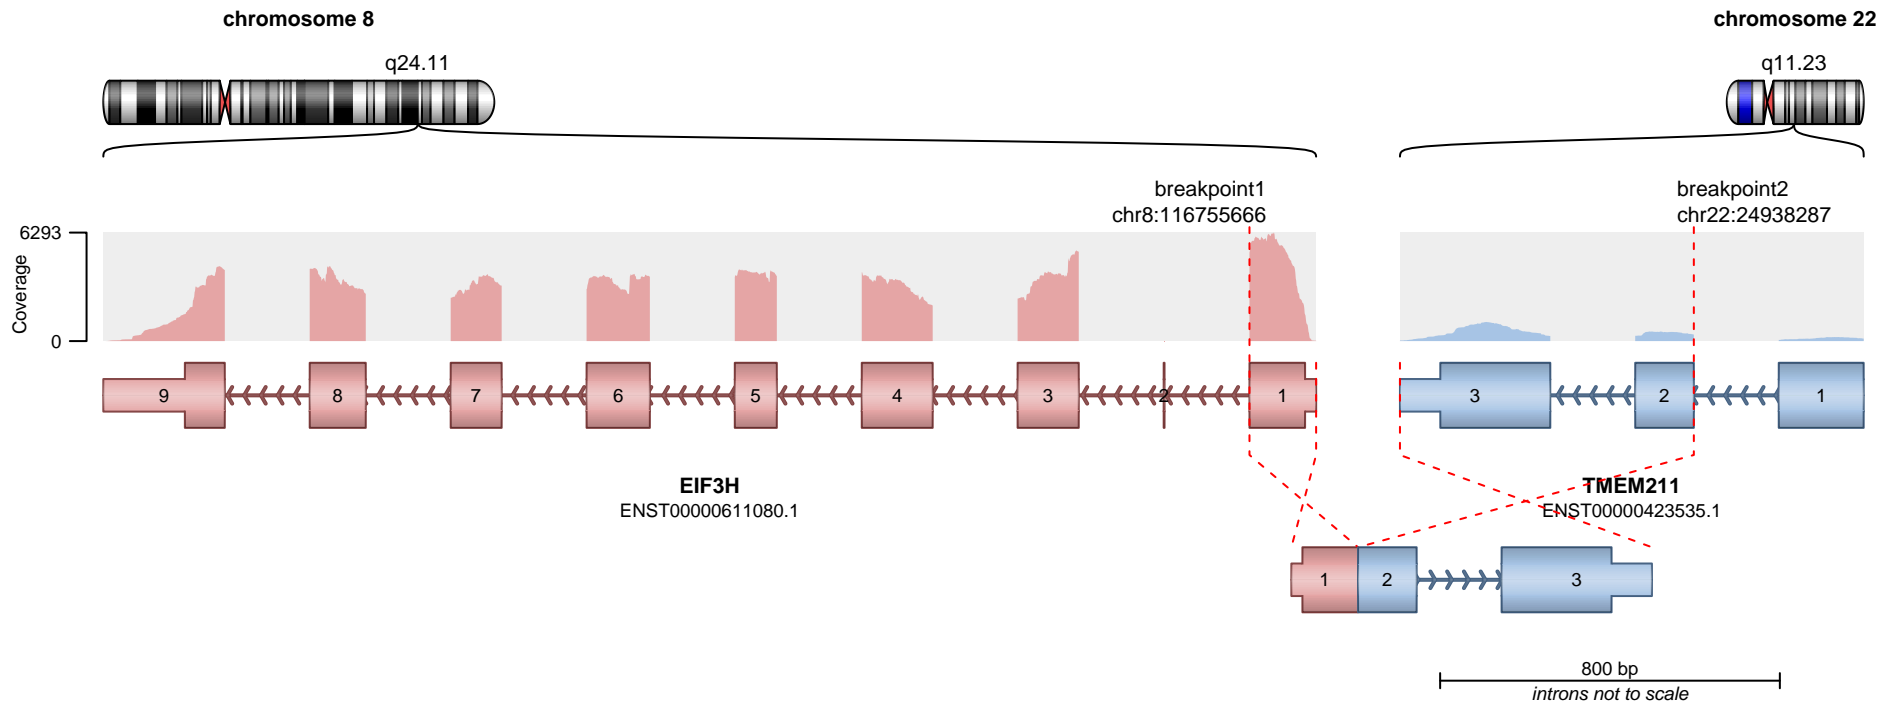 chromosome 8
chromosome 22
q24.11
q11.23
breakpoint1
chr8:116755666
breakpoint2
chr22:24938287
6293
Coverage
0
9 8 7 6 5 4 3 2 1
3 2 1
EIF3H
ENST00000611080.1
TMEM211
ENST00000423535.1
1 2 3
800 bp
introns not to scale